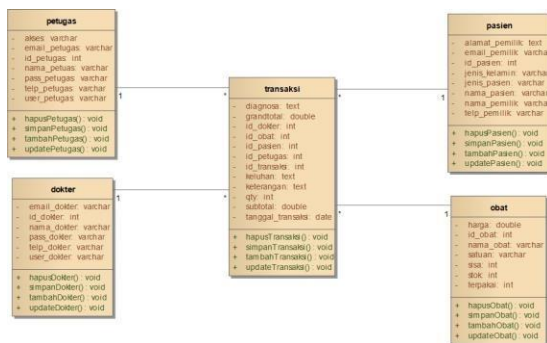 petugas
- akses: varchar
- email_petugas: varchar
- id_petugas: int
- nama_petuas: varchar
- pass_petugas: varchar
- telp_petugas: varchar
- user_petugas: varchar
+ hapusPetugas() : void
+ simpanPetugas() : void
+ tambahPetugas() : void
+ updatePetugas() : void
1
*
dokter
- email_dokter: varchar
- id_dokter: int
- nama_dokter: varchar
- pass_dokter: varchar
- telp_dokter: varchar
- user_dokter: varchar
+ hapusDokter() : void
+ simpanDokter() : void
+ tambahDokter() : void
+ updateDokter() : void
1
*
transaksi
- diagnosa: text
- grandtotal: double
- id_dokter: int
- id_obat: int
- id_pasien: int
- id_petugas: int
- id_transaksi: int
- keluhan: text
- keterangan: text
- qty: int
- subtotal: double
- tanggal_transaksi: date
+ hapusTransaksi() : void
+ simpanTransaksi() : void
+ tambahTransaksi() : void
+ updateTransaksi() : void
*
1
pasien
- alamat_pemilik: text
- email_pemilik: varchar
- id_pasien: int
- jenis_kelamin: varchar
- jenis_pasien: varchar
- nama_pasien: varchar
- nama_pemilik: varchar
- telp_pemilik: varchar
+ hapusPasien() : void
+ simpanPasien() : void
+ tambahPasien() : void
+ updatePasien() : void
*
1
obat
- harga: double
- id_obat: int
- nama_obat: varchar
- satuan: varchar
- sisa: int
- stok: int
- terpakai: int
+ hapusObat() : void
+ simpanObat() : void
+ tambahObat() : void
+ updateObat() : void